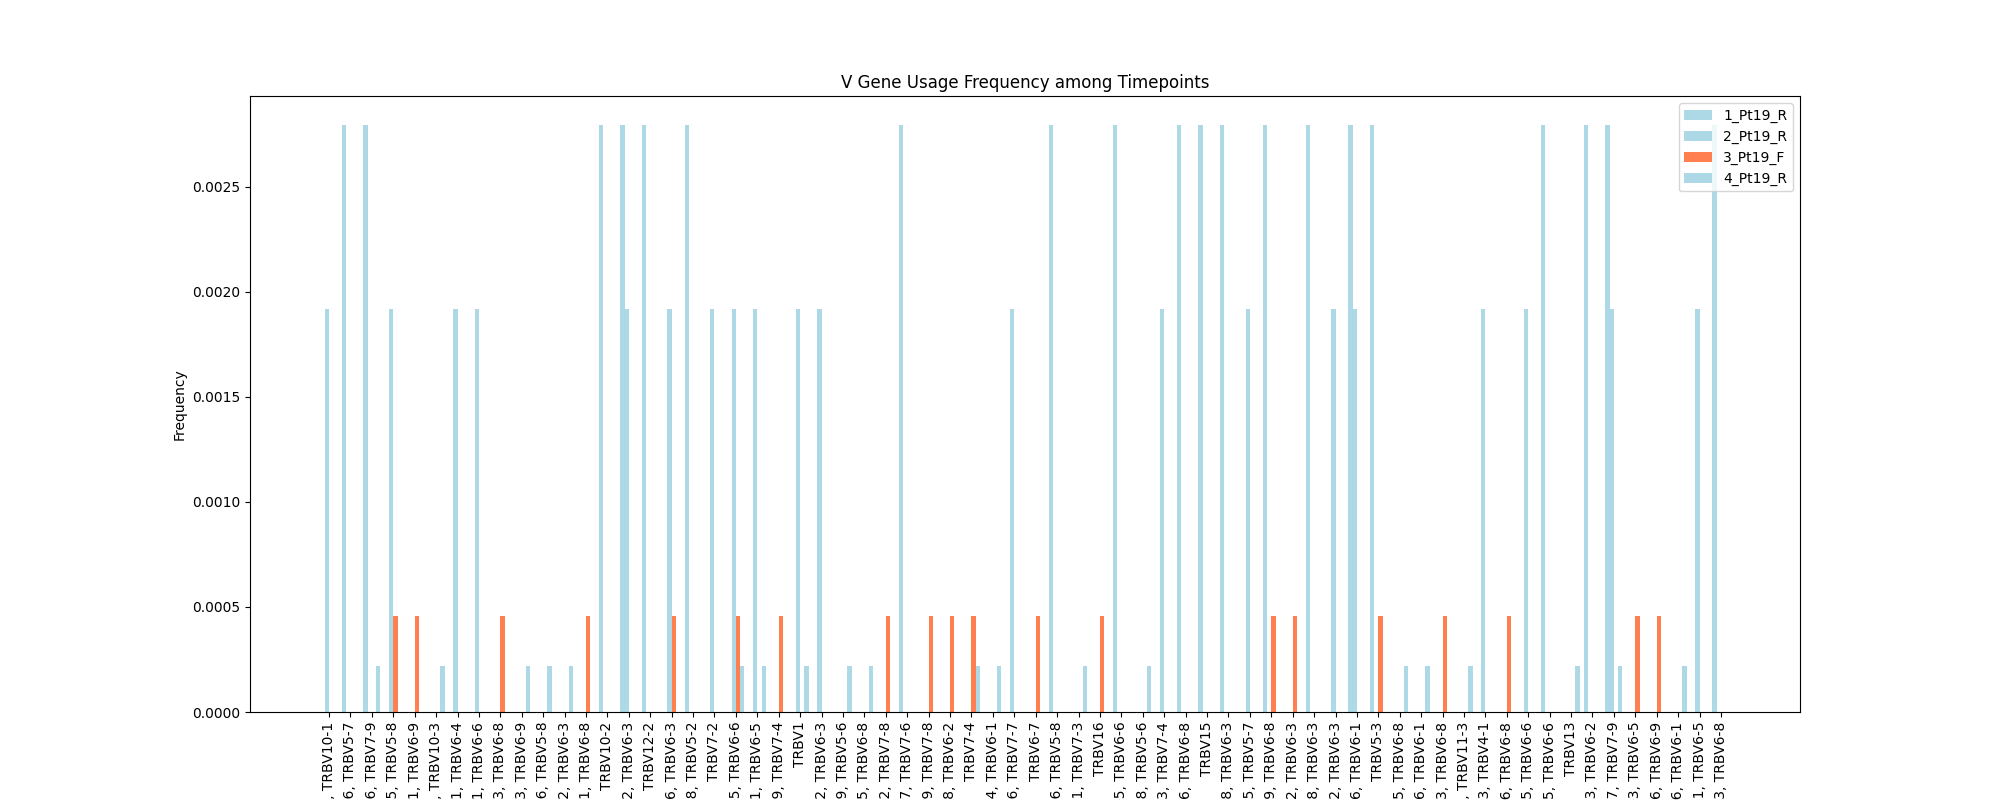 V Gene Usage Frequency among Timepoints
1_Pt19_R
2_Pt19_R
3_Pt19_F
4_Pt19_R
Frequency
0.0025
0.0020
0.0015
0.0010
0.0005
0.0000
, TRBV10-1
6, TRBV5-7
6, TRBV7-9
5, TRBV5-8
1, TRBV6-9
, TRBV10-3
1, TRBV6-4
1, TRBV6-6
3, TRBV6-8
3, TRBV6-9
6, TRBV5-8
2, TRBV6-3
1, TRBV6-8
TRBV10-2
2, TRBV6-3
TRBV12-2
6, TRBV6-3
8, TRBV5-2
TRBV7-2
5, TRBV6-6
1, TRBV6-5
9, TRBV7-4
TRBV1
2, TRBV6-3
9, TRBV5-6
5, TRBV6-8
2, TRBV7-8
7, TRBV7-6
9, TRBV7-8
8, TRBV6-2
TRBV7-4
4, TRBV6-1
6, TRBV7-7
TRBV6-7
6, TRBV5-8
1, TRBV7-3
TRBV16
5, TRBV6-6
8, TRBV5-6
3, TRBV7-4
6, TRBV6-8
TRBV15
8, TRBV6-3
5, TRBV5-7
9, TRBV6-8
2, TRBV6-3
8, TRBV6-3
2, TRBV6-3
6, TRBV6-1
TRBV5-3
5, TRBV6-8
6, TRBV6-1
3, TRBV6-8
, TRBV11-3
3, TRBV4-1
6, TRBV6-8
5, TRBV6-6
5, TRBV6-6
TRBV13
3, TRBV6-2
7, TRBV7-9
3, TRBV6-5
6, TRBV6-9
6, TRBV6-1
1, TRBV6-5
3, TRBV6-8